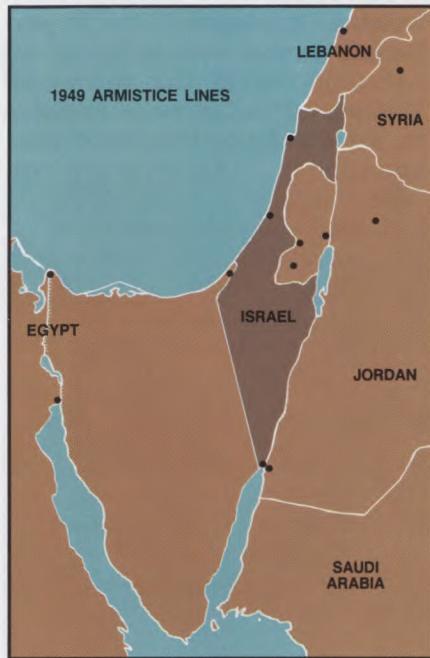 LEBANON
1949 ARMISTICE LINES
SYRIA
ISRAEL
EGYPT
JORDAN
SAUDI
ARABIA